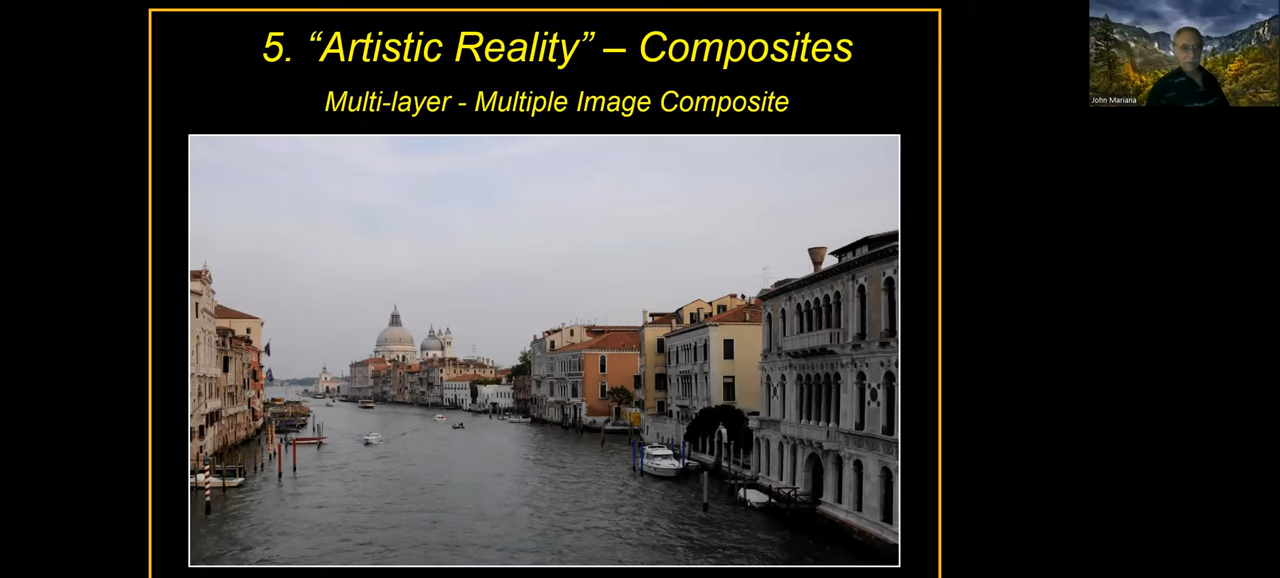 5. “Artistic Reality” – Composites
Multi-layer - Multiple Image Composite
John Mariana